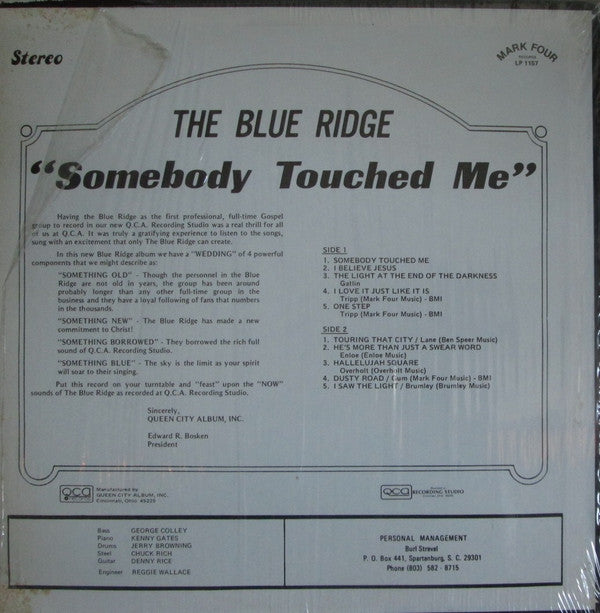 Stereo
MARK FOUR
RECORDS
LP 1157
THE BLUE RIDGE
"Somebody Touched Me"
Having the Blue Ridge as the first professional, full-time Gospel
group to record in our new Q.C.A. Recording Studio was a real thrill for all
of us at Q.C.A. It was truly a gratifying experience to listen to the songs,
sung with an excitement that only The Blue Ridge can create.
In this new Blue Ridge album we have a "WEDDING" of 4 powerful
components that we might describe as:
"SOMETHING OLD" - Though the personnel in the Blue
Ridge are not old in years, the group has been around
probably longer than any other full-time group in the
business and they have a loyal following of fans that numbers
in the thousands.
"SOMETHING NEW" - The Blue Ridge has made a new
commitment to Christ!
"SOMETHING BORROWED" - They borrowed the rich full
sound of Q.C.A. Recording Studio.
"SOMETHING BLUE" - The sky is the limit as your spirit
will soar to their singing.
Put this record on your turntable and "feast" upon the "NOW"
sounds of The Blue Ridge as recorded at Q.C.A. Recording Studio.
Sincerely,
QUEEN CITY ALBUM, INC.
Edward R. Bosken
President
SIDE 1
1. SOMEBODY TOUCHED ME
2. I BELIEVE JESUS
3. THE LIGHT AT THE END OF THE DARKNESS
Gatlin
4. I LOVE IT JUST LIKE IT IS
Tripp (Mark Four Music) - BMI
5. ONE STEP
Tripp (Mark Four Music) - BMI
SIDE 2
1. TOURING THAT CITY / Lane (Ben Speer Music)
2. HE'S MORE THAN JUST A SWEAR WORD
Enloe (Enloe Music)
3. HALLELUJAH SQUARE
Overholt (Overholt Music)
4. DUSTY ROAD / Gum (Mark Four Music) - BMI
5. I SAW THE LIGHT / Brumley (Brumley Music)
qca
Manufactured by
QUEEN CITY ALBUM, INC.
Cincinnati, Ohio 45225
qca
RECORDING STUDIO
Bass GEORGE COLLEY
Piano KENNY GATES
Drums JERRY BROWNING
Steel CHUCK RICH
Guitar DENNY RICE
Engineer REGGIE WALLACE
PERSONAL MANAGEMENT
Burl Streval
P. O. Box 441, Spartanburg, S. C. 29301
Phone (803) 582 - 8715